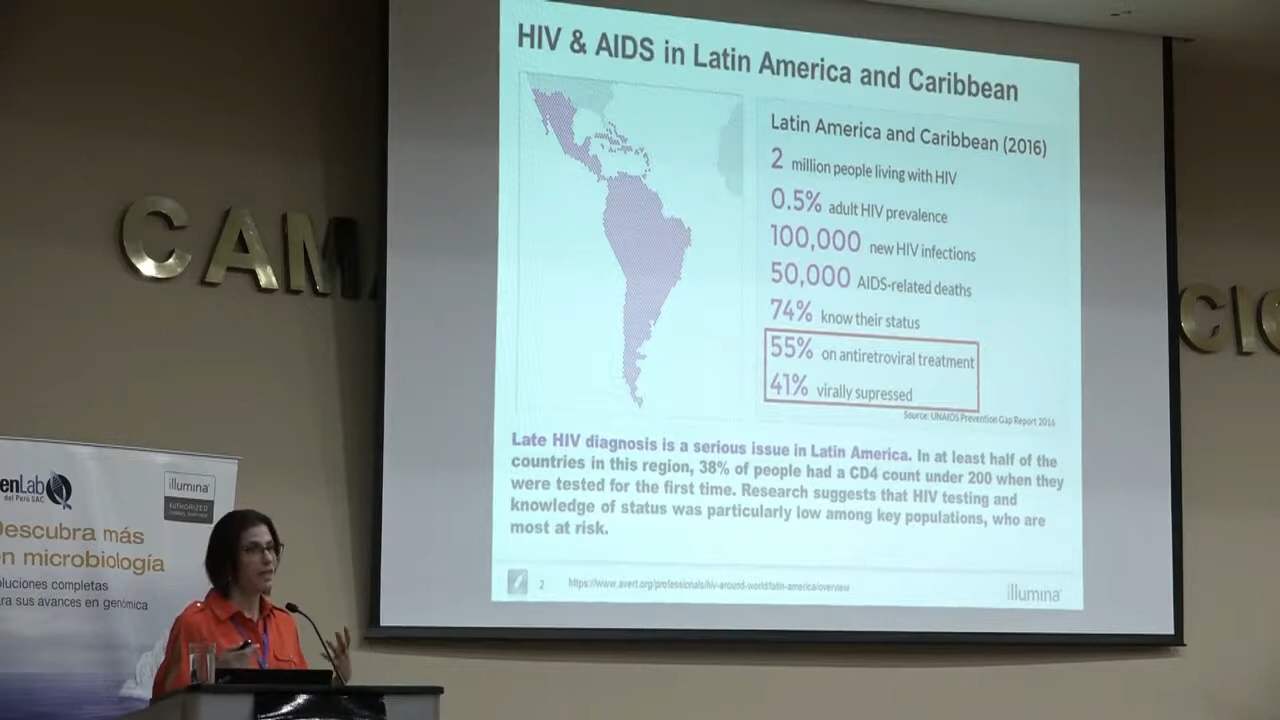 HIV & AIDS in Latin America and Caribbean
Latin America and Caribbean (2016)
2 million people living with HIV
0.5% adult HIV prevalence
100,000 new HIV infections
50,000 AIDS-related deaths
74% know their status
55% on antiretroviral treatment
41% virally supressed
Source: UNAIDS Prevention Gap Report 2016
Late HIV diagnosis is a serious issue in Latin America. In at least half of the
countries in this region, 38% of people had a CD4 count under 200 when they
were tested for the first time. Research suggests that HIV testing and
knowledge of status was particularly low among key populations, who are
most at risk.
2
https://www.avert.org/professionals/hiv-around-world/latin-america/overview
illumina
CAMA
CIO
enLab
del Perú SAC
illumina
AUTHORIZED
CHANNEL PARTNER
Descubra más
en microbiología
oluciones completas
ara sus avances en genómica